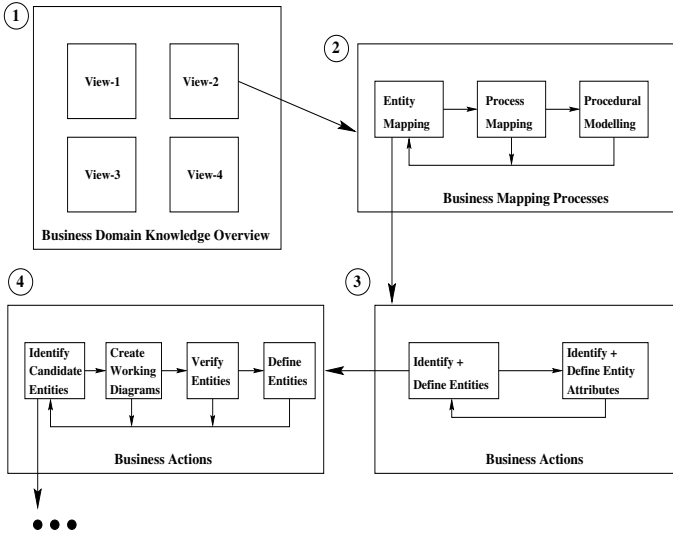 1
View-1
View-2
View-3
View-4
Business Domain Knowledge Overview
2
Entity
Mapping
Process
Mapping
Procedural
Modelling
Business Mapping Processes
4
Identify
Candidate
Entities
Create
Working
Diagrams
Verify
Entities
Define
Entities
Business Actions
3
Identify +
Define Entities
Identify +
Define Entity
Attributes
Business Actions